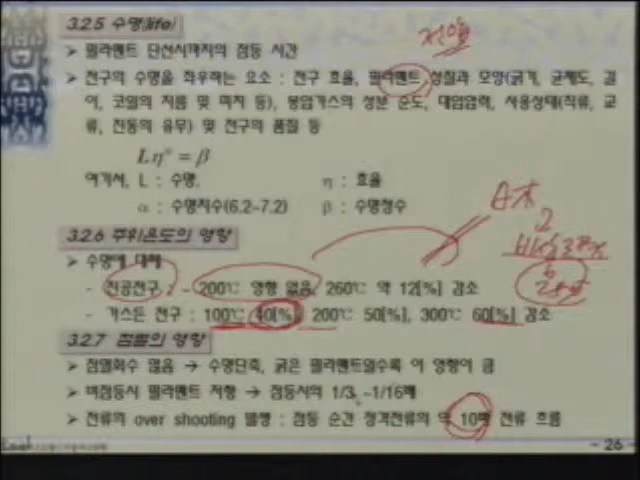 3.2.5 수명(life)
저열
➢ 필라멘트 단선시까지의 점등 시간
➢ 전구의 수명을 좌우하는 요소 : 전구 효율, 필라멘트 성질과 모양(굵기, 균제도, 길
이, 코일의 지름 및 피치 등), 봉입가스의 성분 순도, 대입압력, 사용상태(직류, 교
류, 진동의 유무) 및 전구의 품질 등
Lηᵅ = β
여기서, L : 수명, η : 효율
α : 수명지수(6.2~7.2) β : 수명정수
3.2.6 주위온도의 영향
➢ 수명에 대해
- 진공전구 : - 200℃ 영향 없음, 260℃ 약 12[%] 감소
- 가스든 전구 : 100℃ 40[%], 200℃ 50[%], 300℃ 60[%] 감소
3.2.7 점멸의 영향
➢ 점멸회수 많음 → 수명단축, 굵은 필라멘트일수록 이 영향이 큼
➢ 비점등시 필라멘트 저항 → 점등시의 1/3~1/16배
➢ 전류의 over shooting 발생 : 점등 순간 정격전류의 약 10배 전류 흐름
- 26 -